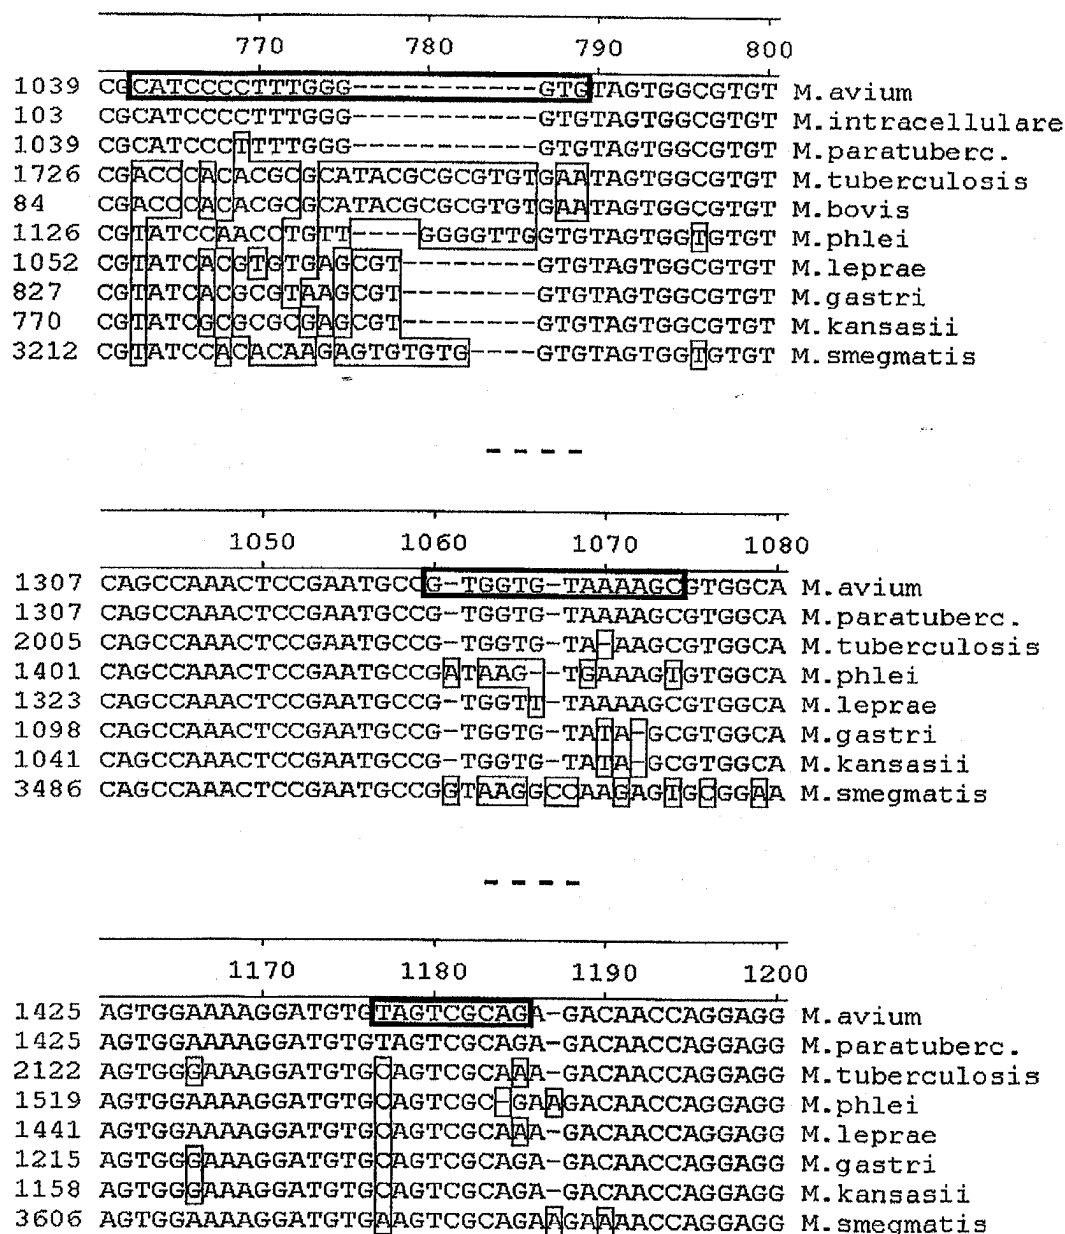 770 780 790 800
1039 CGCATCCCCTTTGGG-----------GTGTAGTGGCGTGT M.avium
103 CGCATCCCCTTTGGG-----------GTGTAGTGGCGTGT M.intracellulare
1039 CGCATCCCTTTTGGG-----------GTGTAGTGGCGTGT M.paratuberc.
1726 CGACCCACACGCGCATACGCGCGTGTGAATAGTGGCGTGT M.tuberculosis
84 CGACCCACACGCGCATACGCGCGTGTGAATAGTGGCGTGT M.bovis
1126 CGTATCCAACCTGTT----GGGGTTGGTGTAGTGGTGTGT M.phlei
1052 CGTATCACGTGTGAGCGT--------GTGTAGTGGCGTGT M.leprae
827 CGTATCACGCGTAAGCGT--------GTGTAGTGGCGTGT M.gastri
770 CGTATCGCGCGCGAGCGT--------GTGTAGTGGCGTGT M.kansasii
3212 CGTATCCACACAAGAGTGTGTG----GTGTAGTGGTGTGT M.smegmatis
----
1050 1060 1070 1080
1307 CAGCCAAACTCCGAATGCCG-TGGTG-TAAAAGCGTGGCA M.avium
1307 CAGCCAAACTCCGAATGCCG-TGGTG-TAAAAGCGTGGCA M.paratuberc.
2005 CAGCCAAACTCCGAATGCCG-TGGTG-TA-AAGCGTGGCA M.tuberculosis
1401 CAGCCAAACTCCGAATGCCGATAAG--TGAAAGTGTGGCA M.phlei
1323 CAGCCAAACTCCGAATGCCG-TGGTT-TAAAAGCGTGGCA M.leprae
1098 CAGCCAAACTCCGAATGCCG-TGGTG-TATA-GCGTGGCA M.gastri
1041 CAGCCAAACTCCGAATGCCG-TGGTG-TATA-GCGTGGCA M.kansasii
3486 CAGCCAAACTCCGAATGCCGGTAAGGCCAAGAGTGCGGAA M.smegmatis
----
1170 1180 1190 1200
1425 AGTGGAAAAGGATGTGTAGTCGCAGA-GACAACCAGGAGG M.avium
1425 AGTGGAAAAGGATGTGTAGTCGCAGA-GACAACCAGGAGG M.paratuberc.
2122 AGTGGGAAAGGATGTGCAGTCGCAAA-GACAACCAGGAGG M.tuberculosis
1519 AGTGGAAAAGGATGTGCAGTCGC-GAAGACAACCAGGAGG M.phlei
1441 AGTGGAAAAGGATGTGCAGTCGCAAA-GACAACCAGGAGG M.leprae
1215 AGTGGGAAAGGATGTGCAGTCGCAGA-GACAACCAGGAGG M.gastri
1158 AGTGGGAAAGGATGTGCAGTCGCAGA-GACAACCAGGAGG M.kansasii
3606 AGTGGAAAAGGATGTGAAGTCGCAGAAGAAAACCAGGAGG M.smegmatis